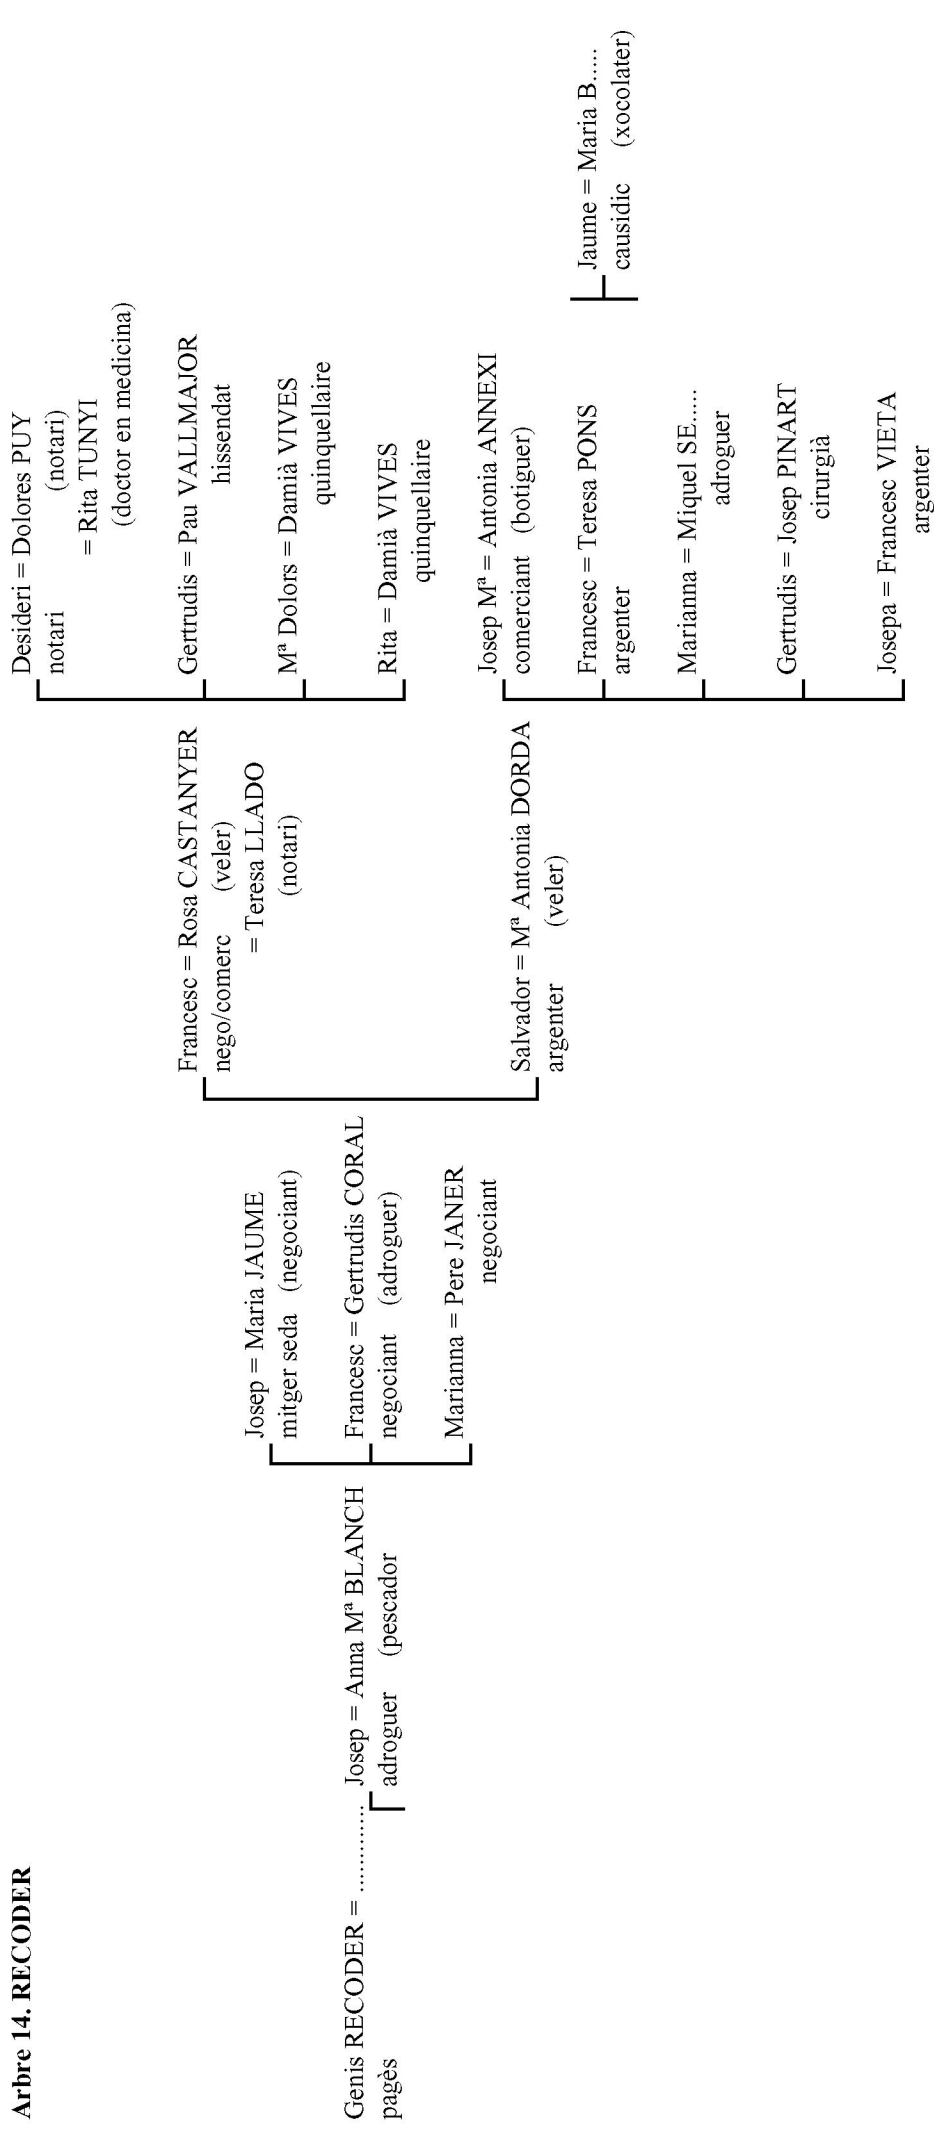 Arbre 14. RECODER
Genis RECODER = .............
pagès
Josep = Anna Mª BLANCH
adroguer (pescador
Josep = Maria JAUME
mitger seda (negociant)
Francesc = Gertrudis CORAL
negociant (adroguer)
Marianna = Pere JANER
negociant
Francesc = Rosa CASTANYER
nego/comerc (veler)
= Teresa LLADO
(notari)
Salvador = Mª Antonia DORDA
argenter (veler)
Desideri = Dolores PUY
notari (notari)
= Rita TUNYI
(doctor en medicina)
Gertrudis = Pau VALLMAJOR
hissendat
Mª Dolors = Damià VIVES
quinquellaire
Rita = Damià VIVES
quinquellaire
Josep Mª = Antonia ANNEXI
comerciant (botiguer)
Francesc = Teresa PONS
argenter
Marianna = Miquel SE.....
adroguer
Gertrudis = Josep PINART
cirurgià
Josepa = Francesc VIETA
argenter
Jaume = Maria B.....
causidic (xocolater)